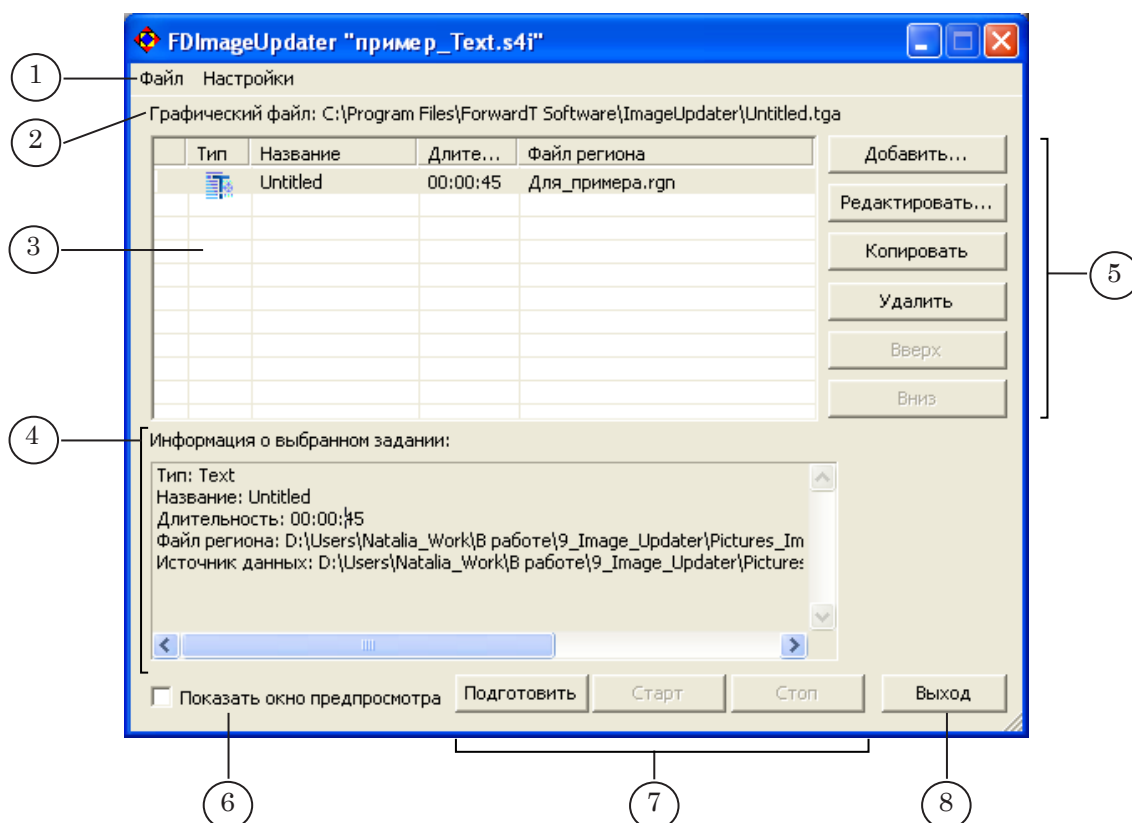 FDImageUpdater "пример_Text.s4i"
1
Файл Настройки
2
Графический файл: C:\Program Files\ForwardT Software\ImageUpdater\Untitled.tga
Тип Название Длите... Файл региона
Untitled 00:00:45 Для_примера.rgn
3
Добавить...
Редактировать...
Копировать
Удалить
Вверх
Вниз
5
4
Информация о выбранном задании:
Тип: Text
Название: Untitled
Длительность: 00:00:45
Файл региона: D:\Users\Natalia_Work\В работе\9_Image_Updater\Pictures_Im
Источник данных: D:\Users\Natalia_Work\В работе\9_Image_Updater\Pictures
Показать окно предпросмотра Подготовить Старт Стоп Выход
6 7 8